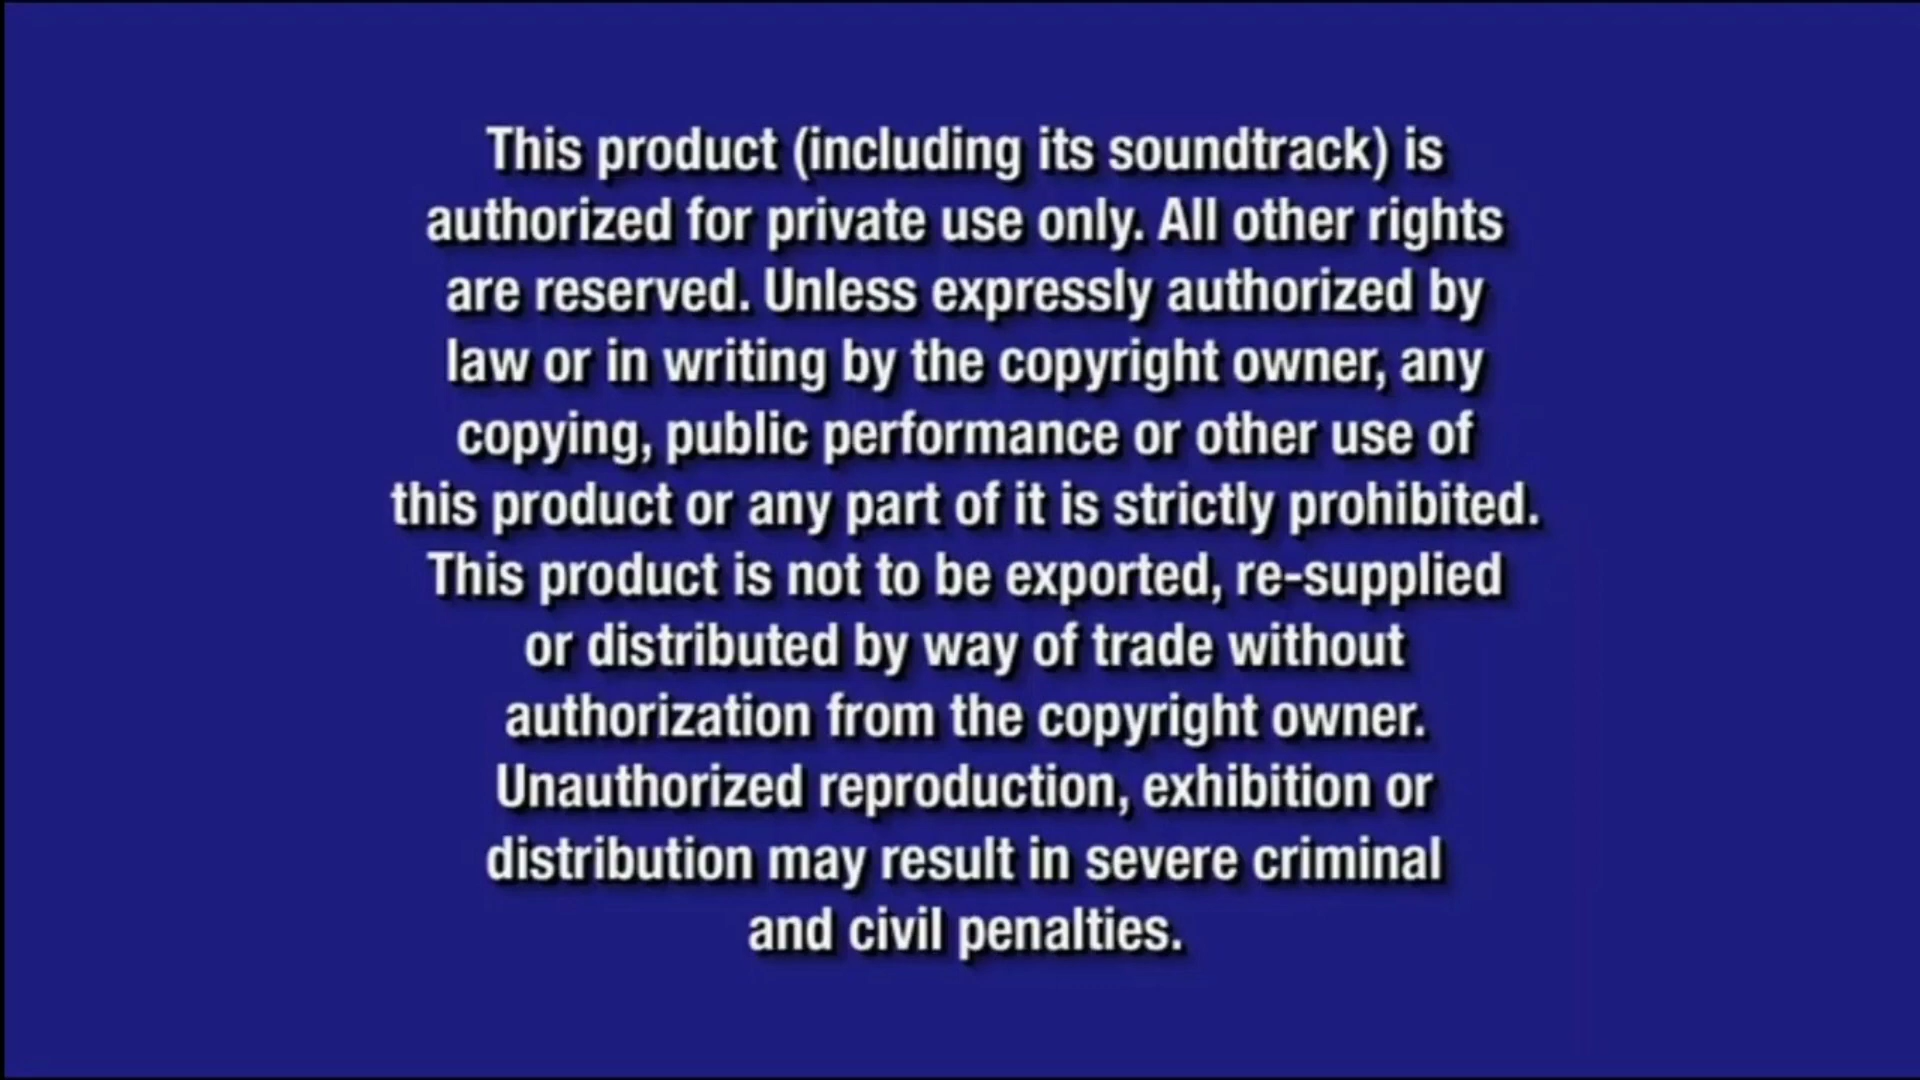 This product (including its soundtrack) is
authorized for private use only. All other rights
are reserved. Unless expressly authorized by
law or in writing by the copyright owner, any
copying, public performance or other use of
this product or any part of it is strictly prohibited.
This product is not to be exported, re-supplied
or distributed by way of trade without
authorization from the copyright owner.
Unauthorized reproduction, exhibition or
distribution may result in severe criminal
and civil penalties.